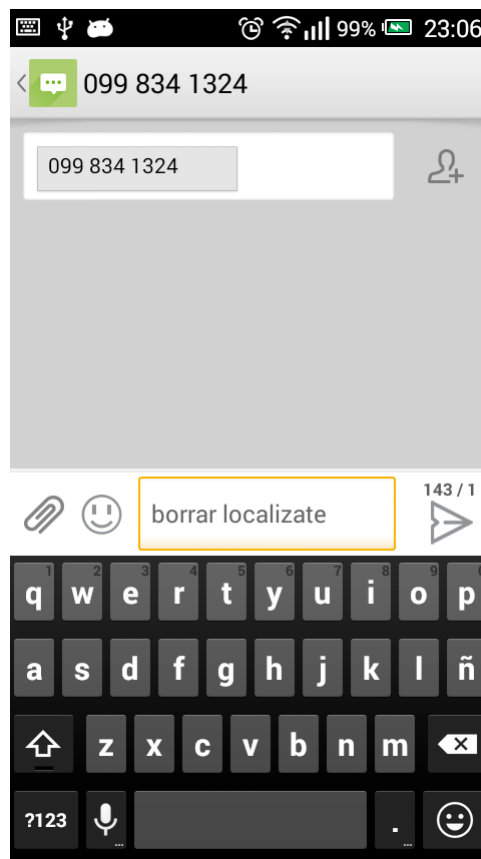 99% 23:06
099 834 1324
099 834 1324
143 / 1
borrar localizate
1 2 3 4 5 6 7 8 9
q w e r t y u i o p
a s d f g h j k l ñ
z x c v b n m
?123 . ...